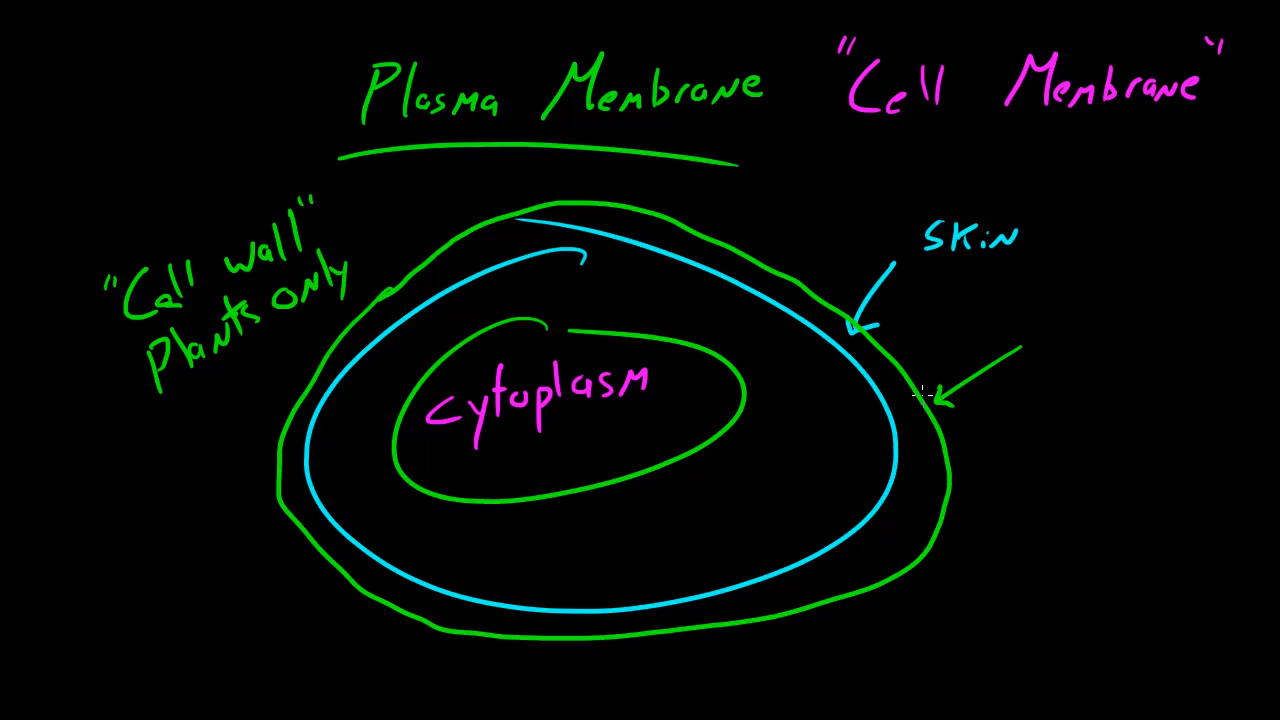 Plasma Membrane "Cell Membrane"
"Cell wall"
Plants only
Skin
Cytoplasm